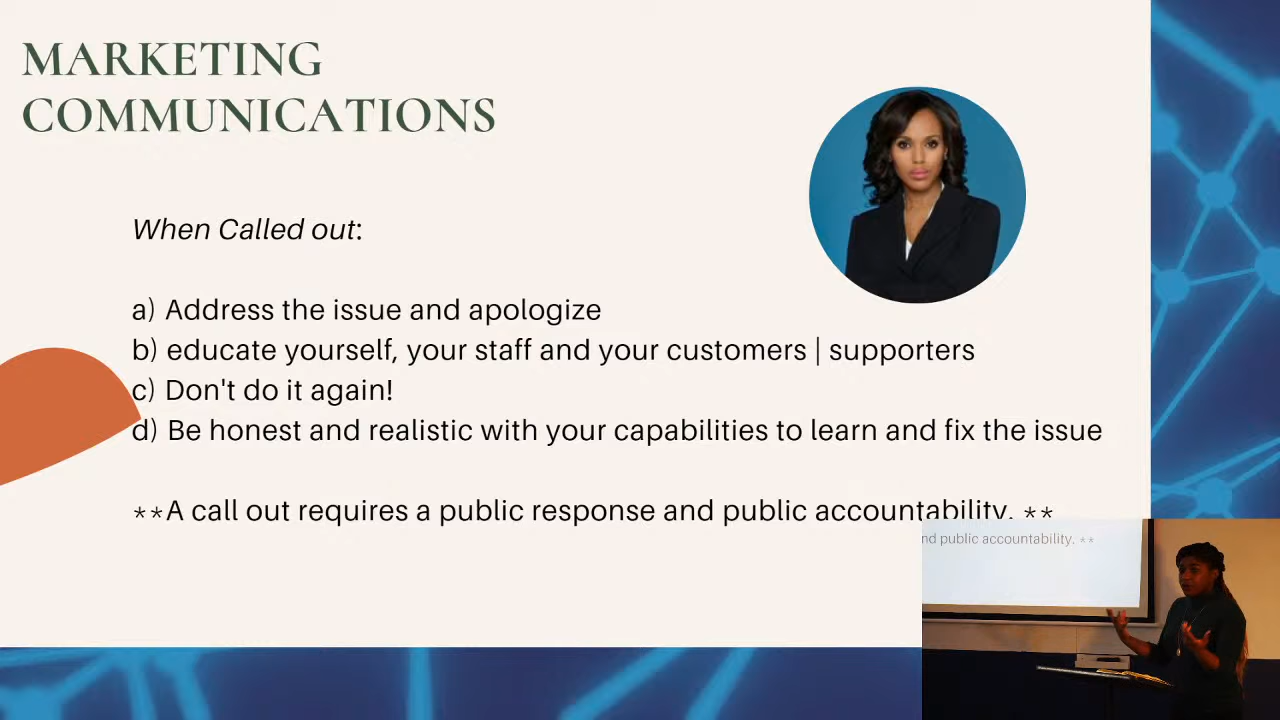 MARKETING
COMMUNICATIONS
When Called out:
a) Address the issue and apologize
b) educate yourself, your staff and your customers | supporters
c) Don't do it again!
d) Be honest and realistic with your capabilities to learn and fix the issue
**A call out requires a public response and public accountability. **
nd public accountability. **